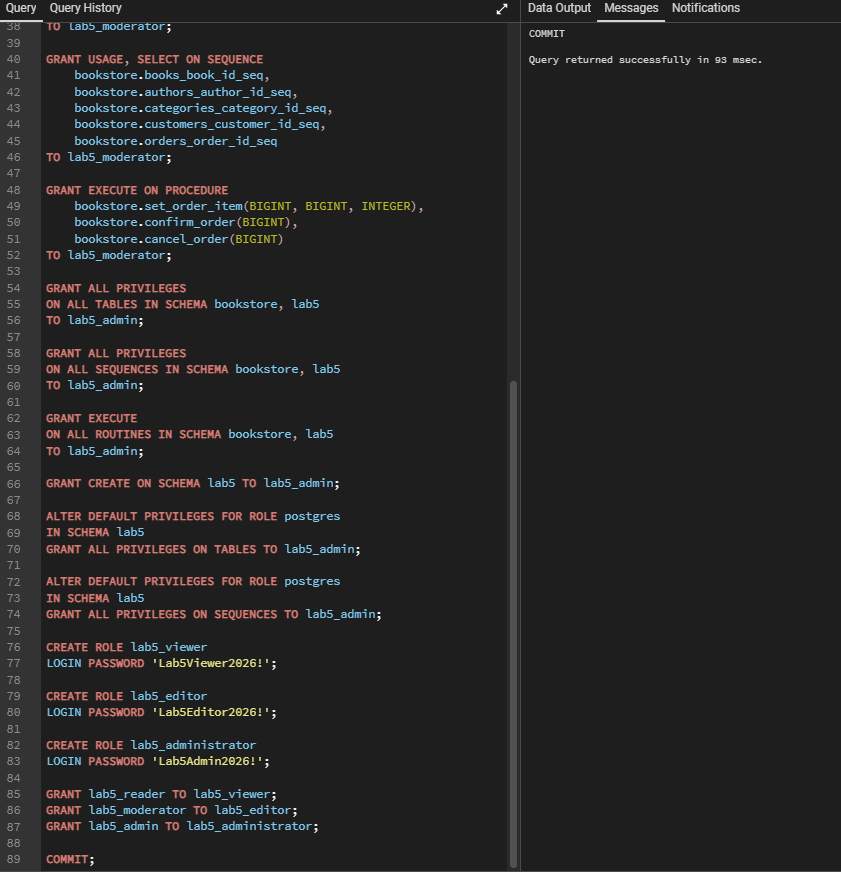 Query Query History
38 TO lab5_moderator;
39
40 GRANT USAGE, SELECT ON SEQUENCE
41 bookstore.books_book_id_seq,
42 bookstore.authors_author_id_seq,
43 bookstore.categories_category_id_seq,
44 bookstore.customers_customer_id_seq,
45 bookstore.orders_order_id_seq
46 TO lab5_moderator;
47
48 GRANT EXECUTE ON PROCEDURE
49 bookstore.set_order_item(BIGINT, BIGINT, INTEGER),
50 bookstore.confirm_order(BIGINT),
51 bookstore.cancel_order(BIGINT)
52 TO lab5_moderator;
53
54 GRANT ALL PRIVILEGES
55 ON ALL TABLES IN SCHEMA bookstore, lab5
56 TO lab5_admin;
57
58 GRANT ALL PRIVILEGES
59 ON ALL SEQUENCES IN SCHEMA bookstore, lab5
60 TO lab5_admin;
61
62 GRANT EXECUTE
63 ON ALL ROUTINES IN SCHEMA bookstore, lab5
64 TO lab5_admin;
65
66 GRANT CREATE ON SCHEMA lab5 TO lab5_admin;
67
68 ALTER DEFAULT PRIVILEGES FOR ROLE postgres
69 IN SCHEMA lab5
70 GRANT ALL PRIVILEGES ON TABLES TO lab5_admin;
71
72 ALTER DEFAULT PRIVILEGES FOR ROLE postgres
73 IN SCHEMA lab5
74 GRANT ALL PRIVILEGES ON SEQUENCES TO lab5_admin;
75
76 CREATE ROLE lab5_viewer
77 LOGIN PASSWORD 'Lab5Viewer2026!';
78
79 CREATE ROLE lab5_editor
80 LOGIN PASSWORD 'Lab5Editor2026!';
81
82 CREATE ROLE lab5_administrator
83 LOGIN PASSWORD 'Lab5Admin2026!';
84
85 GRANT lab5_reader TO lab5_viewer;
86 GRANT lab5_moderator TO lab5_editor;
87 GRANT lab5_admin TO lab5_administrator;
88
89 COMMIT;
Data Output Messages Notifications
COMMIT
Query returned successfully in 93 msec.